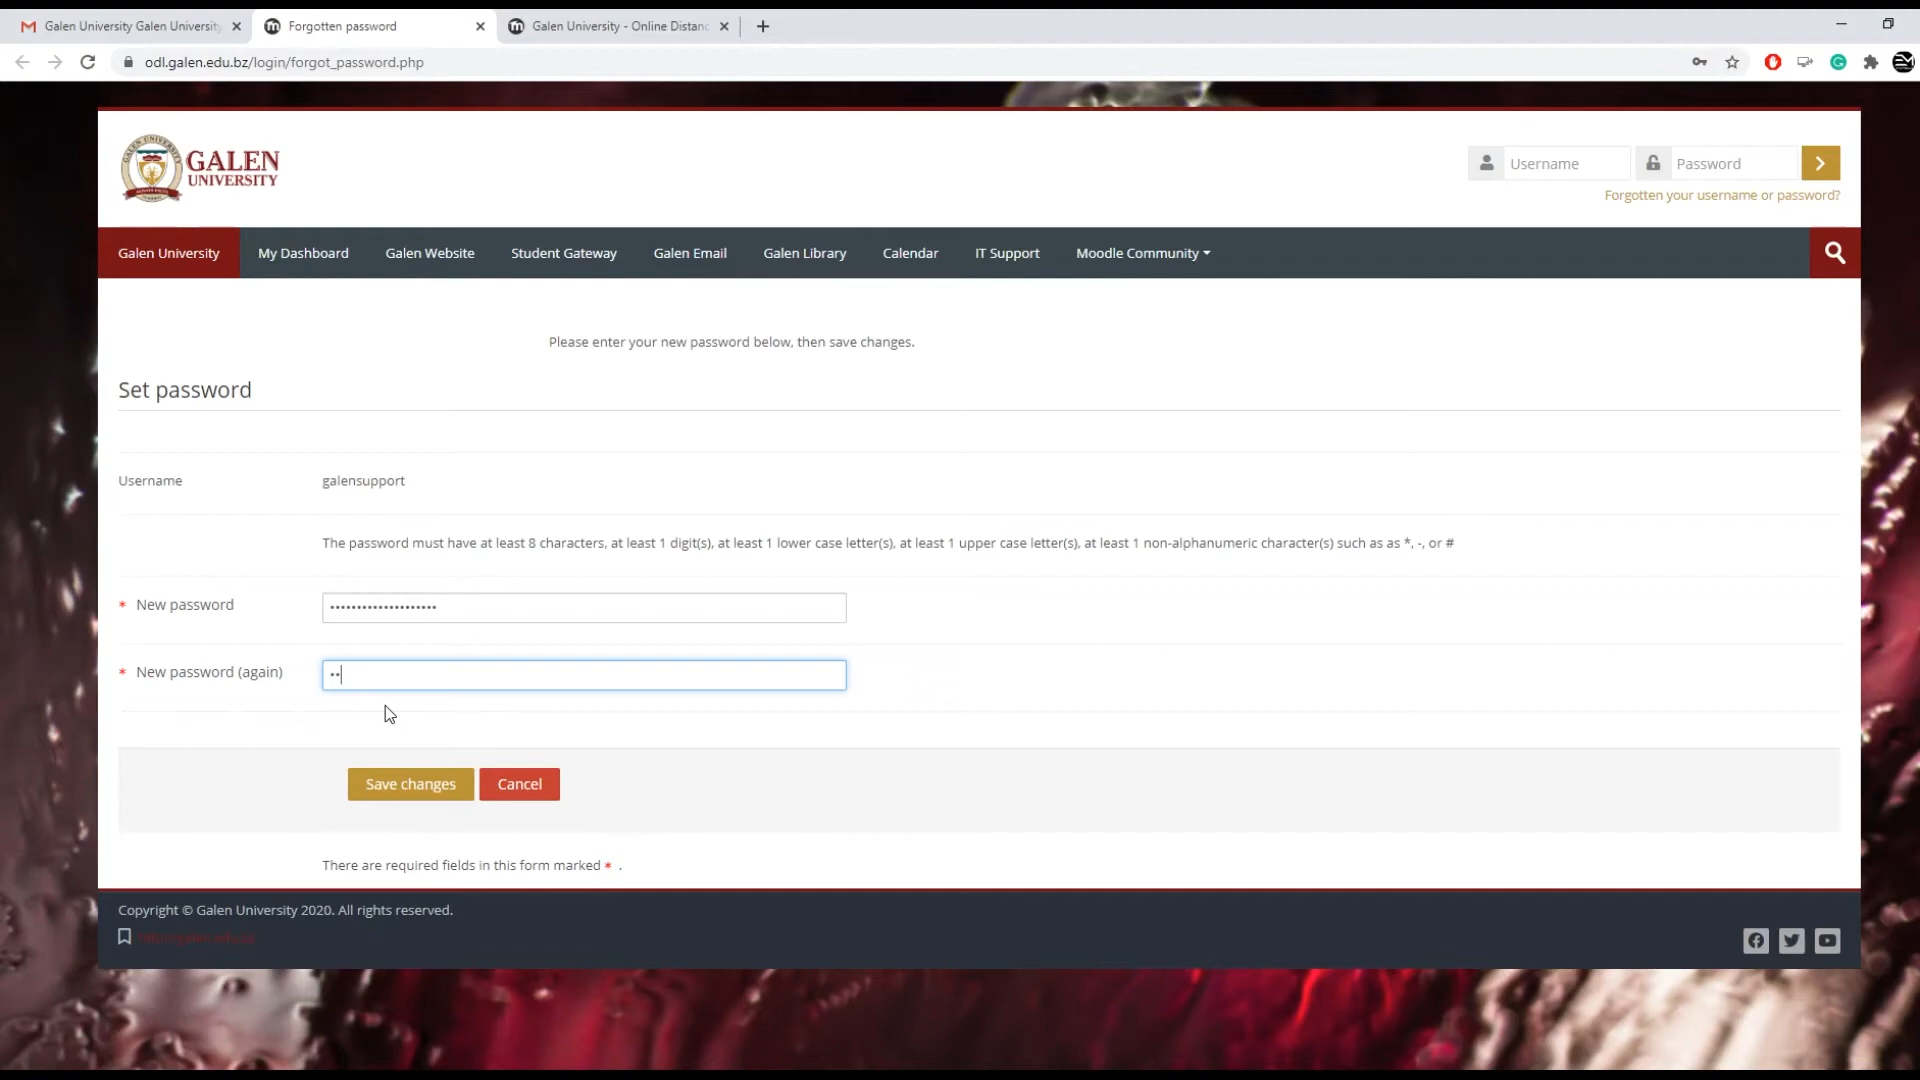 Galen University Galen University
Forgotten password
Galen University - Online Distanc
odl.galen.edu.bz/login/forgot_password.php
GALEN
UNIVERSITY
Username
Password
Forgotten your username or password?
Galen University
My Dashboard
Galen Website
Student Gateway
Galen Email
Galen Library
Calendar
IT Support
Moodle Community
Please enter your new password below, then save changes.
Set password
Username
galensupport
The password must have at least 8 characters, at least 1 digit(s), at least 1 lower case letter(s), at least 1 upper case letter(s), at least 1 non-alphanumeric character(s) such as as *, -, or #
* New password
••••••••••••••••••••
* New password (again)
••
Save changes
Cancel
There are required fields in this form marked * .
Copyright © Galen University 2020. All rights reserved.